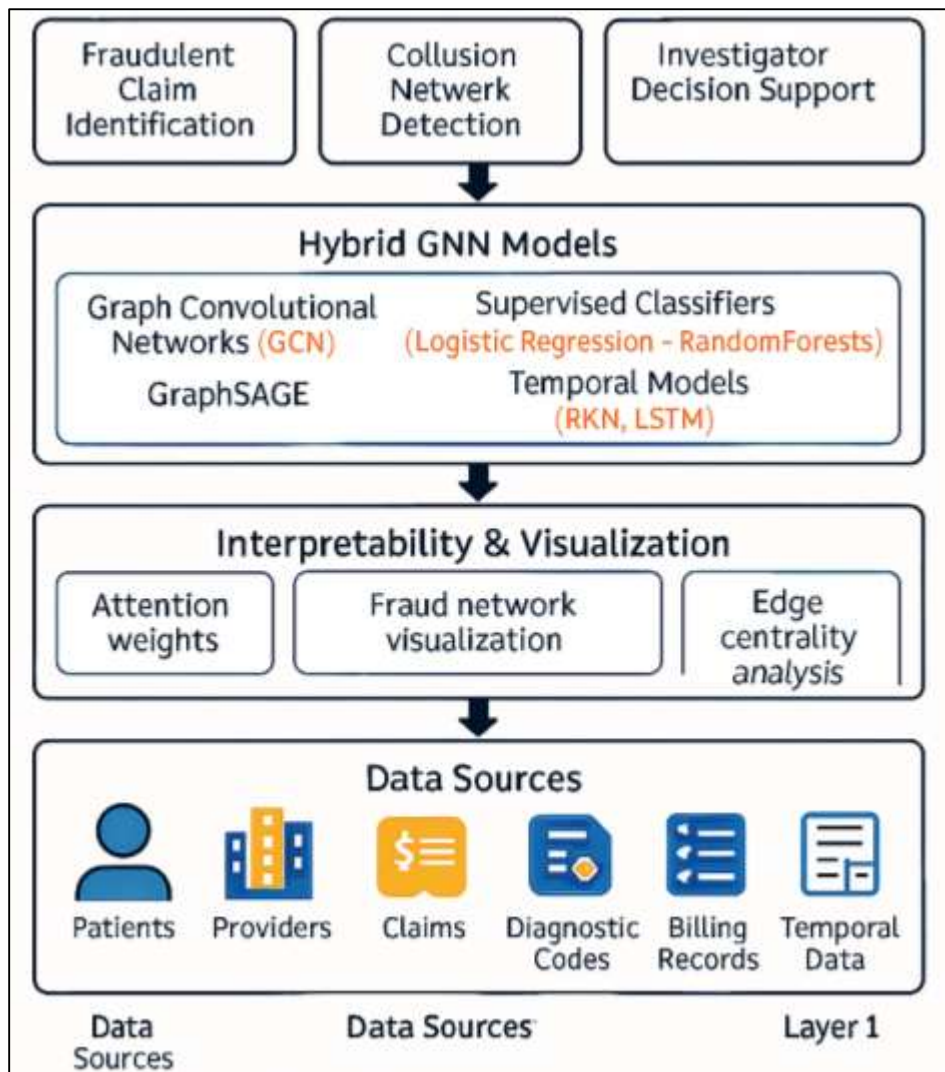 Fraudulent
Claim
Identification
Collusion
Netwerk
Detection
Investigator
Decision Support
Hybrid GNN Models
Graph Convolutional
Networks (GCN)
GraphSAGE
Supervised Classifiers
(Logistic Regression - RandomForests)
Temporal Models
(RKN, LSTM)
Interpretability & Visualization
Attention
weights
Fraud network
visualization
Edge
centrality
analysis
Data Sources
$
Patients
Providers
Claims
Diagnostic
Codes
Billing
Records
Temporal
Data
Data
Sources
Data Sources
Layer 1